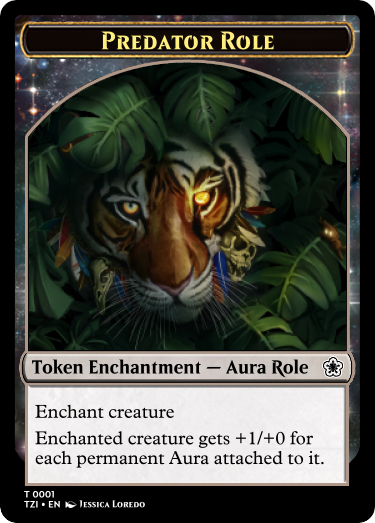 Predator Role
Token Enchantment — Aura Role
Enchant creature
Enchanted creature gets +1/+0 for
each permanent Aura attached to it.
T 0001
TZI • EN Jessica Loredo